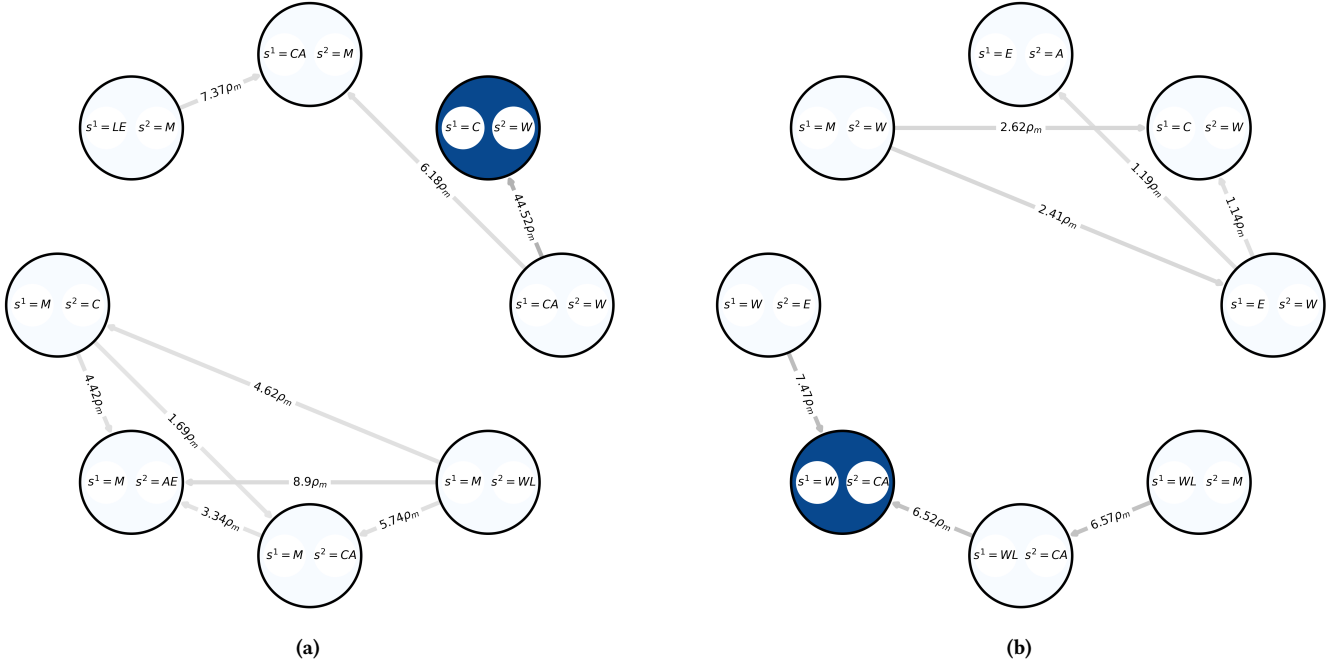 s¹ = CA s² = M
s¹ = LE s² = M
7.37ρₘ
s¹ = C s² = W
6.18ρₘ
44.52ρₘ
s¹ = M s² = C
s¹ = CA s² = W
4.42ρₘ
4.62ρₘ
1.69ρₘ
s¹ = M s² = AE
8.9ρₘ
s¹ = M s² = WL
3.34ρₘ
5.74ρₘ
s¹ = M s² = CA
(a)
s¹ = E s² = A
s¹ = M s² = W
2.62ρₘ
s¹ = C s² = W
1.19ρₘ
2.41ρₘ
1.14ρₘ
s¹ = W s² = E
s¹ = E s² = W
7.47ρₘ
s¹ = W s² = CA
s¹ = WL s² = M
6.52ρₘ
6.57ρₘ
s¹ = WL s² = CA
(b)